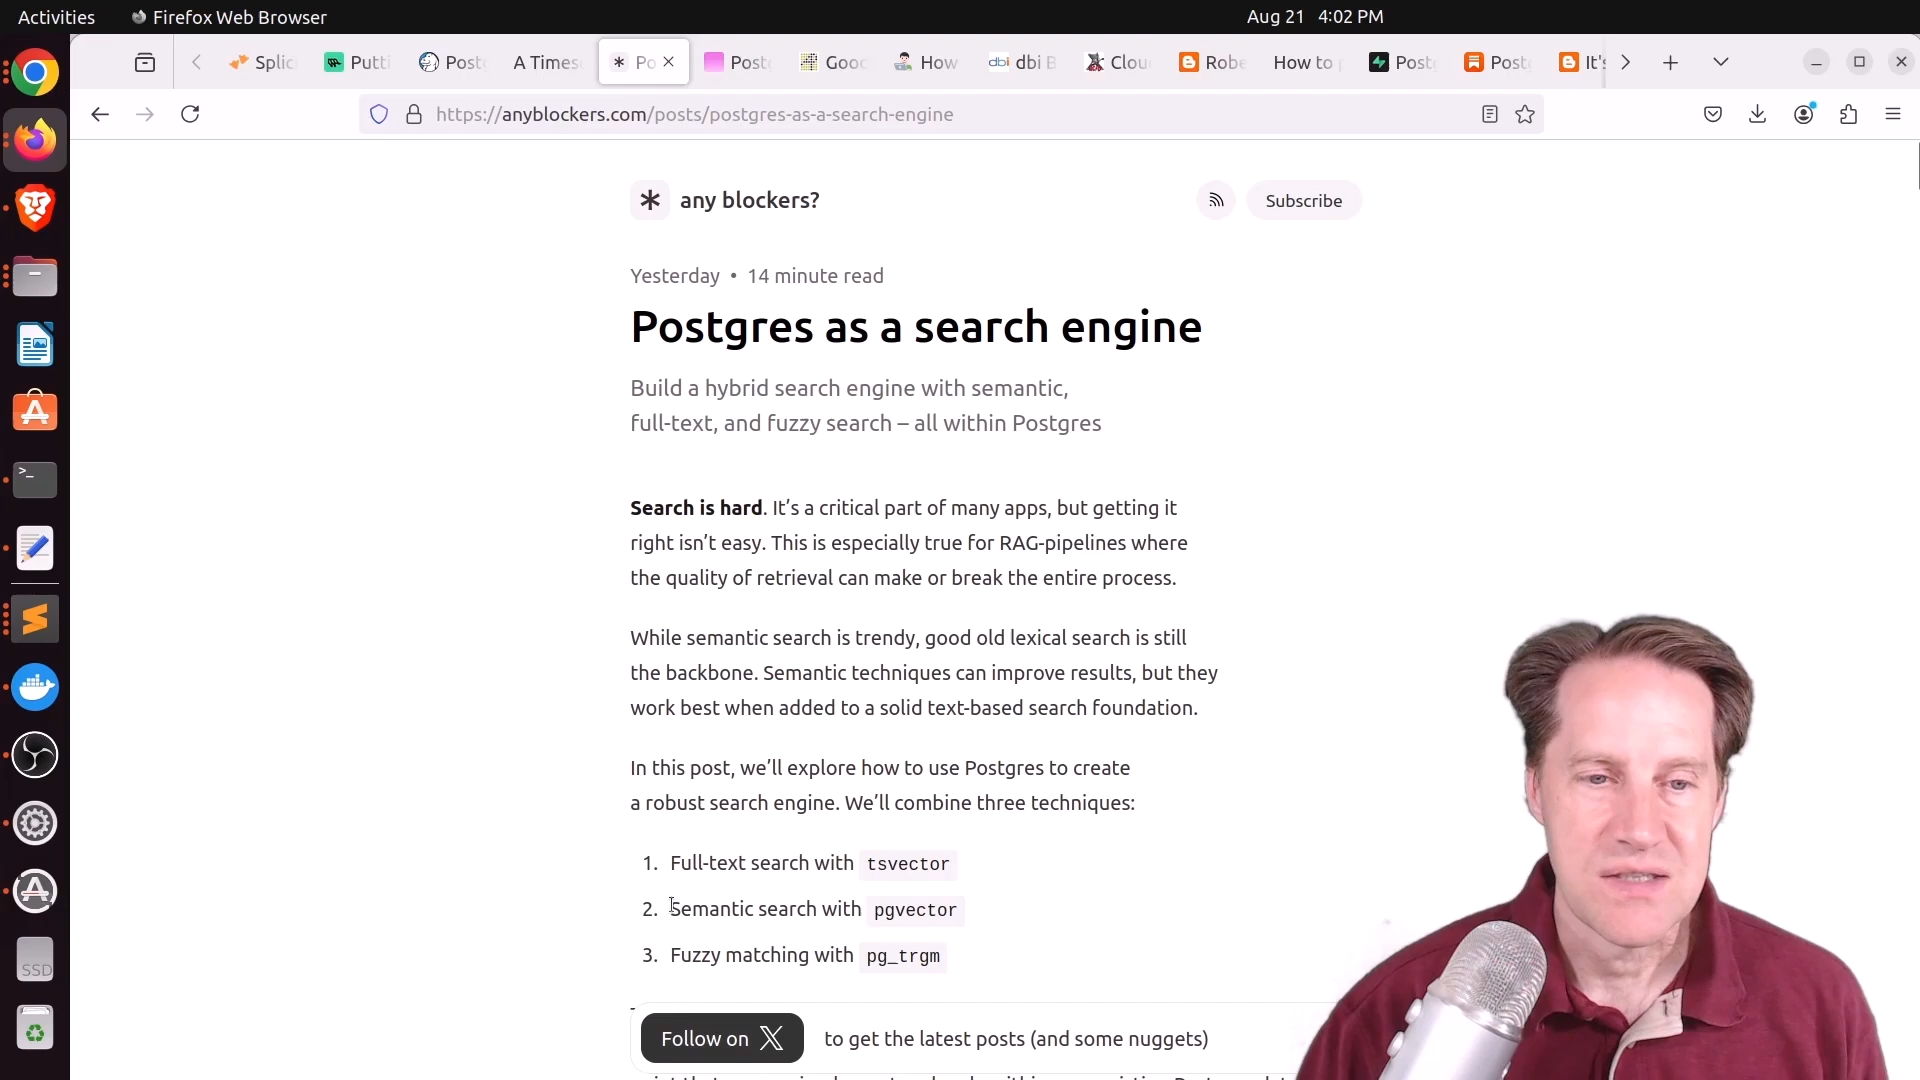 Activities
Firefox Web Browser
Aug 21 4:02 PM
Splic
Putti
Postg
A Times
Po
Post
Goo
How
dbi dbi B
Clou
Robe
How to
Post
Post
It's
https://anyblockers.com/posts/postgres-as-a-search-engine
any blockers?
Subscribe
Yesterday • 14 minute read
Postgres as a search engine
Build a hybrid search engine with semantic,
full-text, and fuzzy search – all within Postgres
Search is hard. It's a critical part of many apps, but getting it
right isn't easy. This is especially true for RAG-pipelines where
the quality of retrieval can make or break the entire process.
While semantic search is trendy, good old lexical search is still
the backbone. Semantic techniques can improve results, but they
work best when added to a solid text-based search foundation.
In this post, we'll explore how to use Postgres to create
a robust search engine. We'll combine three techniques:
1. Full-text search with tsvector
2. Semantic search with pgvector
3. Fuzzy matching with pg_trgm
Follow on X to get the latest posts (and some nuggets)
SSD